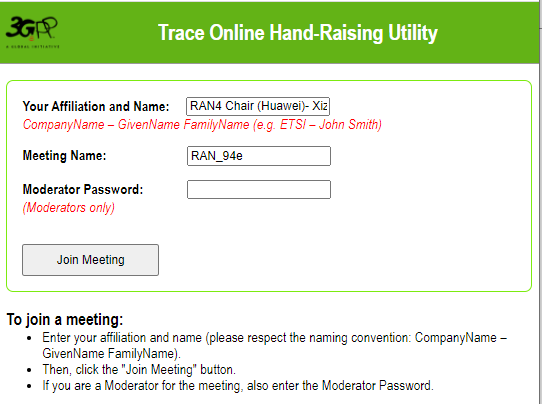 3GPP
A GLOBAL INITIATIVE
Trace Online Hand-Raising Utility
Your Affiliation and Name: RAN4 Chair (Huawei)- Xiz
CompanyName – GivenName FamilyName (e.g. ETSI – John Smith)
Meeting Name: RAN_94e
Moderator Password:
(Moderators only)
Join Meeting
To join a meeting:
• Enter your affiliation and name (please respect the naming convention: CompanyName –
GivenName FamilyName).
• Then, click the "Join Meeting" button.
• If you are a Moderator for the meeting, also enter the Moderator Password.